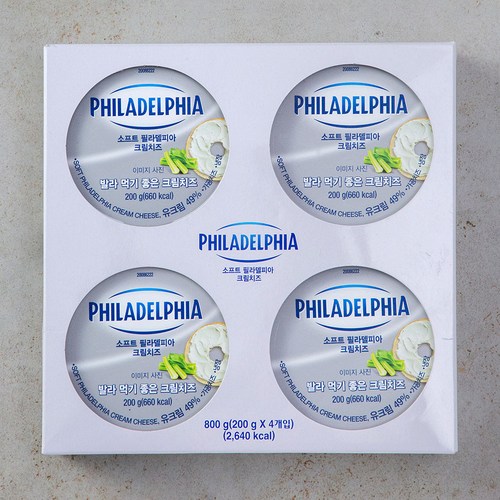 PHILADELPHIA
소프트 필라델피아
크림치즈
이미지 사진
발라 먹기 좋은 크림치즈
200 g(660 kcal)
•SOFT PHILADELPHIA CREAM CHEESE, 유크림 49%
PHILADELPHIA
소프트 필라델피아
크림치즈
이미지 사진
발라 먹기 좋은 크림치즈
200 g(660 kcal)
•SOFT PHILADELPHIA CREAM CHEESE, 유크림 49%
PHILADELPHIA
소프트 필라델피아
크림치즈
PHILADELPHIA
소프트 필라델피아
크림치즈
이미지 사진
발라 먹기 좋은 크림치즈
200 g(660 kcal)
•SOFT PHILADELPHIA CREAM CHEESE, 유크림 49%
PHILADELPHIA
소프트 필라델피아
크림치즈
이미지 사진
발라 먹기 좋은 크림치즈
200 g(660 kcal)
•SOFT PHILADELPHIA CREAM CHEESE, 유크림 49%
800 g(200 g X 4개입)
(2,640 kcal)